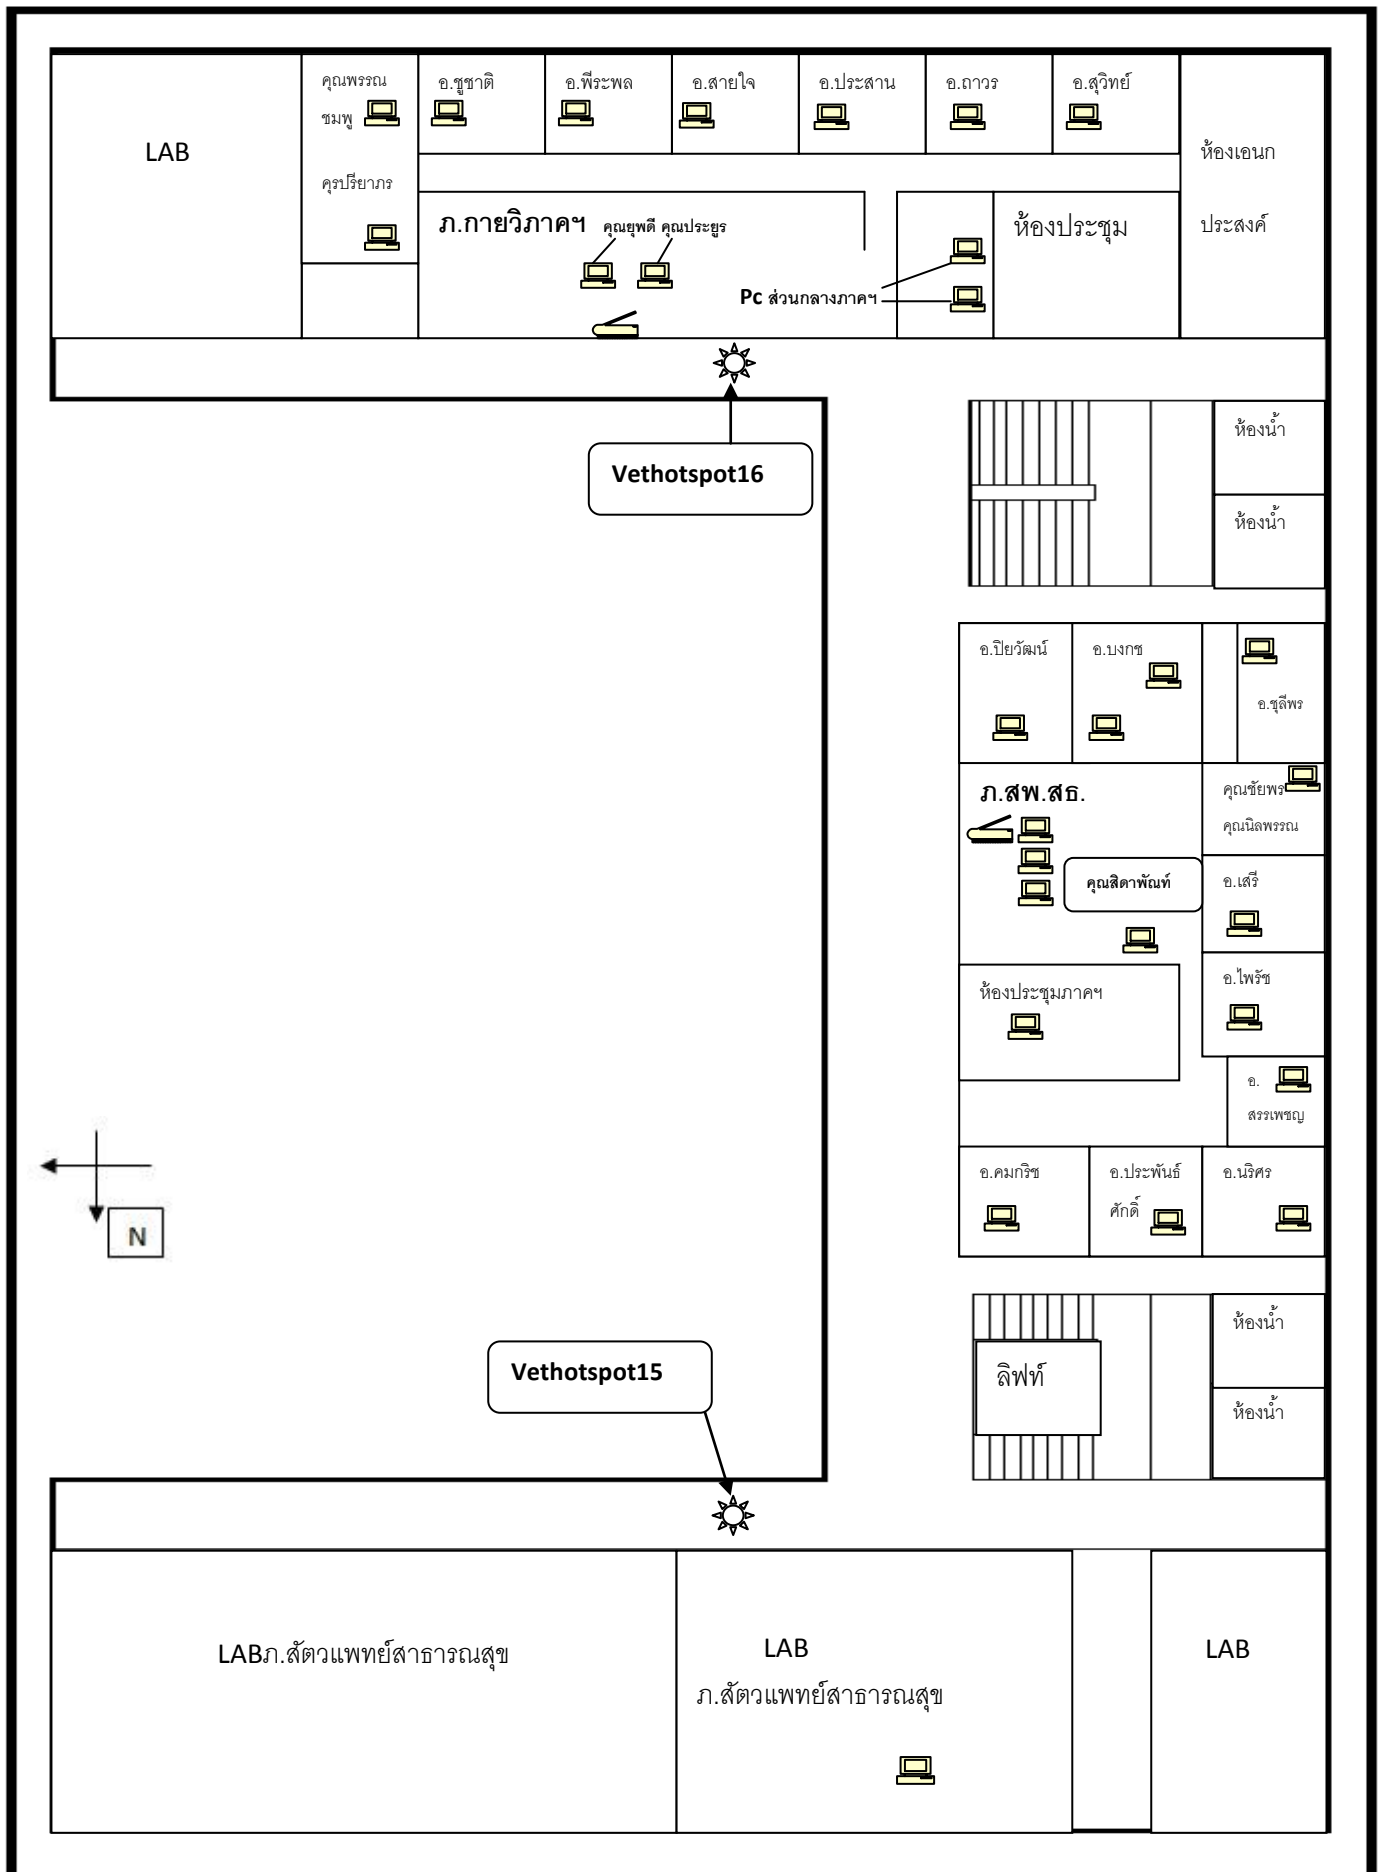 คุณพรรณ
ชมพู
อ.ชูชาติ
อ.พีระพล
อ.สายใจ
อ.ประสาน
อ.ถาวร
อ.สุวิทย์
LAB
ห้องเอนก
ประสงค์
คุรปรียาภร
ภ.กายวิภาคฯ
คุณยุพดี คุณประยูร
ห้องประชุม
Pc ส่วนกลางภาคฯ
Vethotspot16
ห้องน้ำ
ห้องน้ำ
อ.ปิยวัฒน์
อ.บงกช
อ.ชุลีพร
ภ.สพ.สธ.
คุณชัยพร
คุณนิลพรรณ
คุณสิดาพัณท์
อ.เสรี
ห้องประชุมภาคฯ
อ.ไพรัช
อ.
สรรเพชญ
อ.คมกริช
อ.ประพันธ์
ศักดิ์
อ.นริศร
N
Vethotspot15
ลิฟท์
ห้องน้ำ
ห้องน้ำ
LABภ.สัตวแพทย์สาธารณสุข
LAB
ภ.สัตวแพทย์สาธารณสุข
LAB